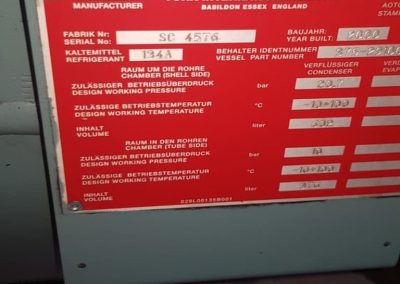 MANUFACTURER
BASILDON ESSEX ENGLAND
FABRIK Nr:
SERIAL No:
SC 4576
BAUJAHR:
YEAR BUILT:
2000
KALTEMITTEL
REFRIGERANT
134A
BEHALTER IDENTNUMMER
VESSEL PART NUMBER
RAUM UM DIE ROHRE
CHAMBER (SHELL SIDE)
VERFLÜSSIGER
CONDENSER
ZULÄSSIGER BETRIEBSÜBERDRUCK
DESIGN WORKING PRESSURE
bar
ZULÄSSIGE BETRIEBSTEMPERATUR
DESIGN WORKING TEMPERATURE
°C
INHALT
VOLUME
liter
RAUM IN DEN ROHREN
CHAMBER (TUBE SIDE)
ZULÄSSIGER BETRIEBSÜBERDRUCK
DESIGN WORKING PRESSURE
bar
10
ZULÄSSIGE BETRIEBSTEMPERATUR
DESIGN WORKING TEMPERATURE
°C
INHALT
VOLUME
liter
029L00138B001